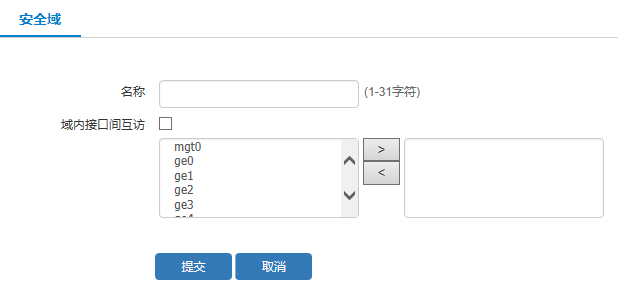 安全域
名称 (1-31字符)
域内接口间互访
mgt0
ge0
ge1
ge2
ge3
ge4
>
<
提交 取消